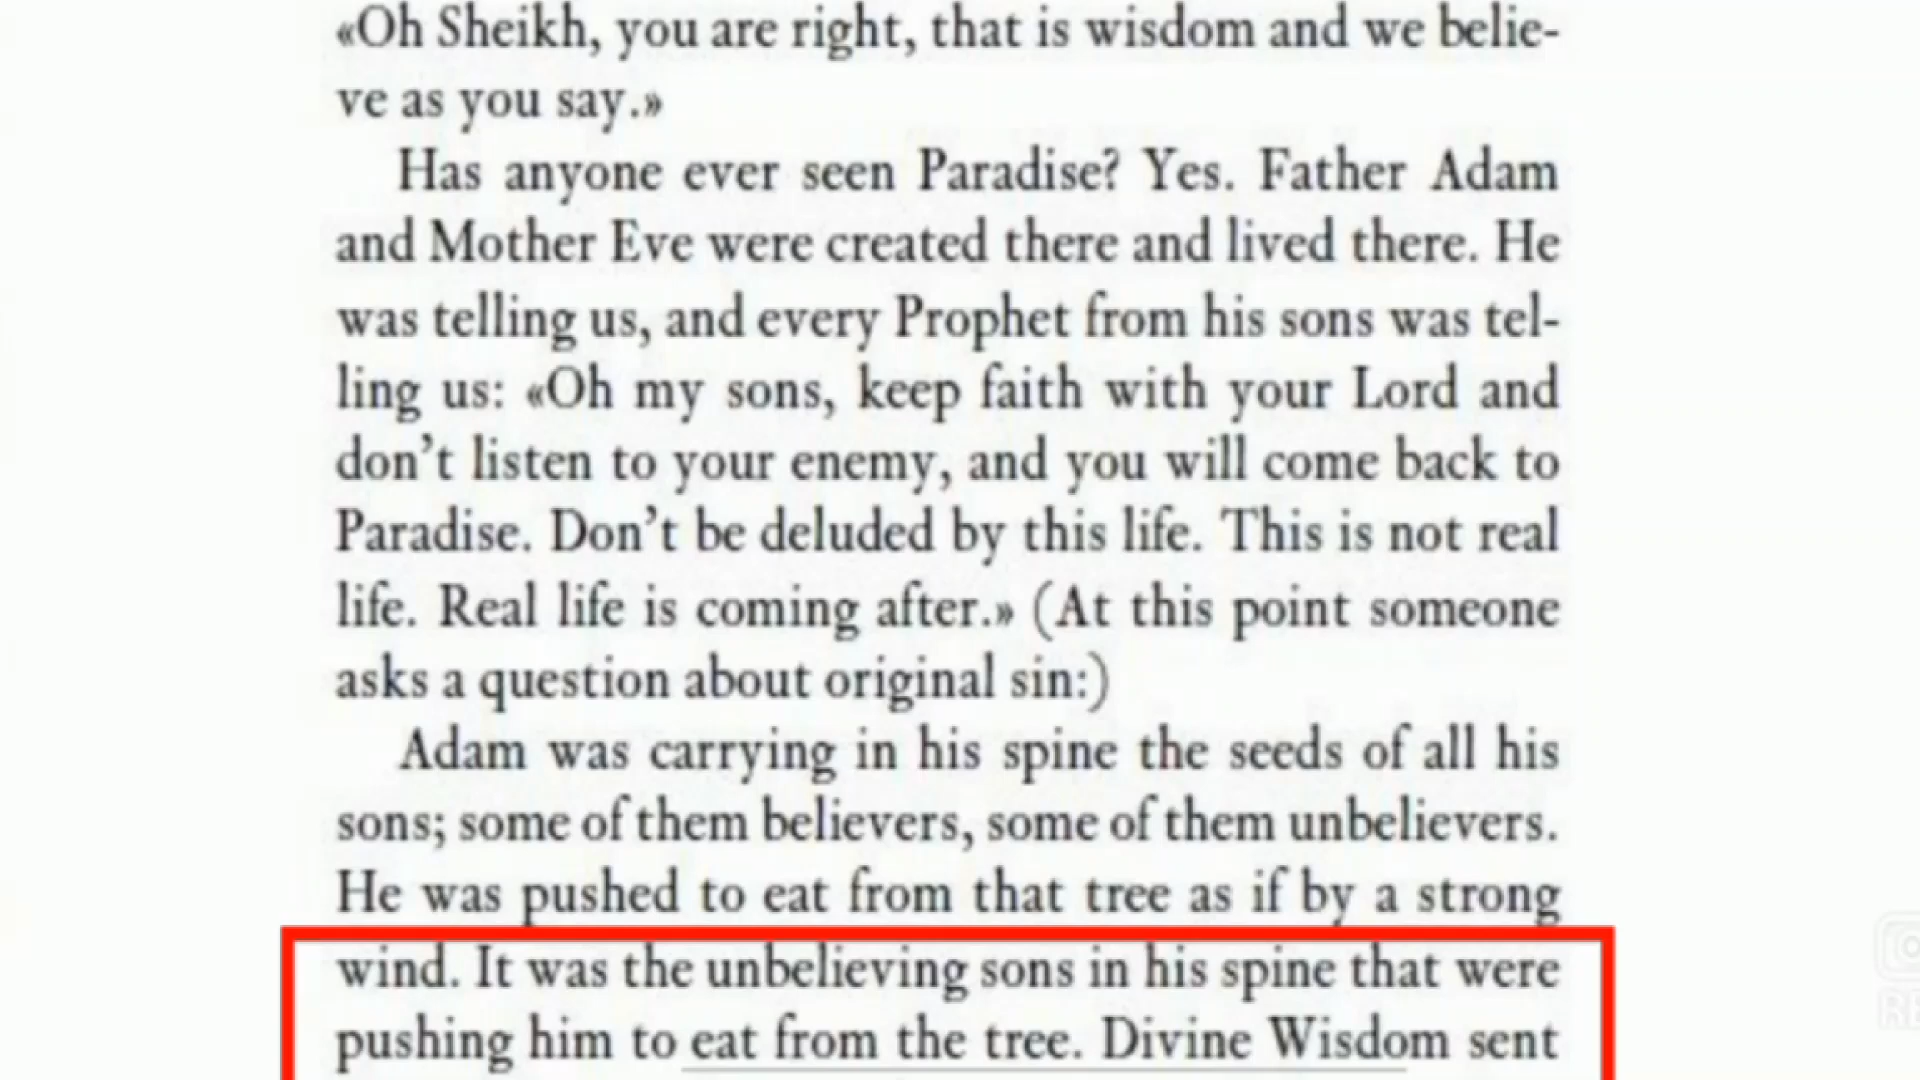 «Oh Sheikh, you are right, that is wisdom and we belie-
ve as you say.»
Has anyone ever seen Paradise? Yes. Father Adam
and Mother Eve were created there and lived there. He
was telling us, and every Prophet from his sons was tel-
ling us: «Oh my sons, keep faith with your Lord and
don't listen to your enemy, and you will come back to
Paradise. Don't be deluded by this life. This is not real
life. Real life is coming after.» (At this point someone
asks a question about original sin:)
Adam was carrying in his spine the seeds of all his
sons; some of them believers, some of them unbelievers.
He was pushed to eat from that tree as if by a strong
wind. It was the unbelieving sons in his spine that were
pushing him to eat from the tree. Divine Wisdom sent